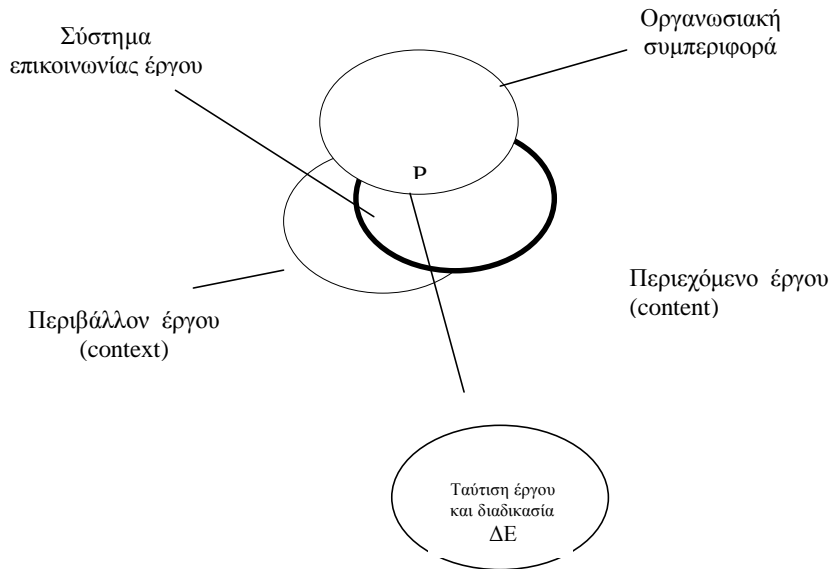 Σύστημα
επικοινωνίας έργου
Οργανωσιακή
συμπεριφορά
P
Περιεχόμενο έργου
(content)
Περιβάλλον έργου
(context)
Ταύτιση έργου
και διαδικασία
ΔΕ